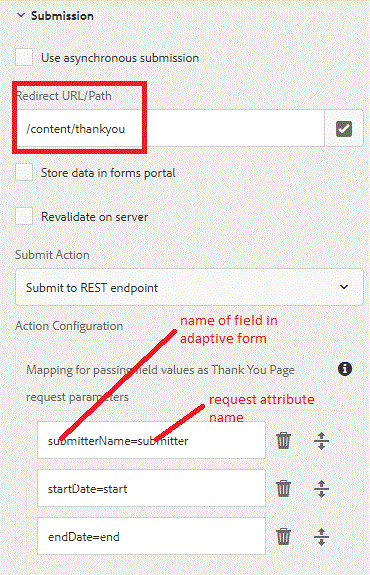 Submission
Use asynchronous submission
Redirect URL/Path
/content/thankyou
Store data in forms portal
Revalidate on server
Submit Action
Submit to REST endpoint
name of field in
adaptive form
Action Configuration
Mapping for passing field values as Thank You Page
request parameters
request attribute
name
submitterName=submitter
startDate=start
endDate=end